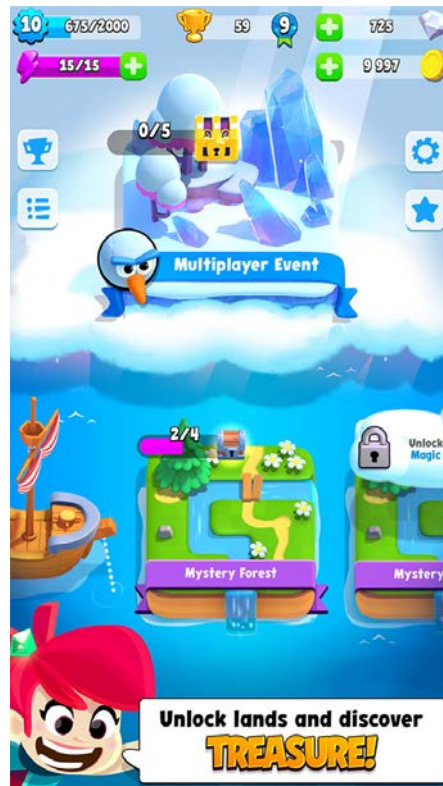 10 675/2000 59 9 725
15/15 9 997
0/5
Multiplayer Event
2/4
Unlock
Magic
Mystery Forest
Mystery
Unlock lands and discover
TREASURE!